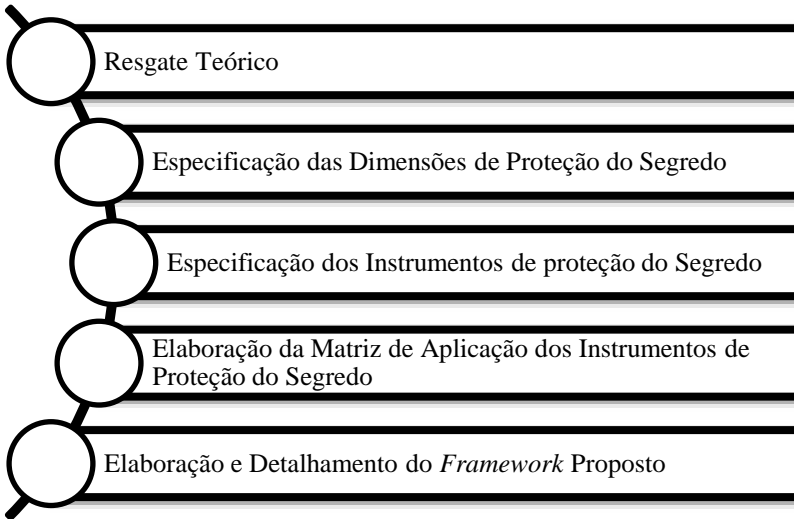 Resgate Teórico
Especificação das Dimensões de Proteção do Segredo
Especificação dos Instrumentos de proteção do Segredo
Elaboração da Matriz de Aplicação dos Instrumentos de
Proteção do Segredo
Elaboração e Detalhamento do Framework Proposto